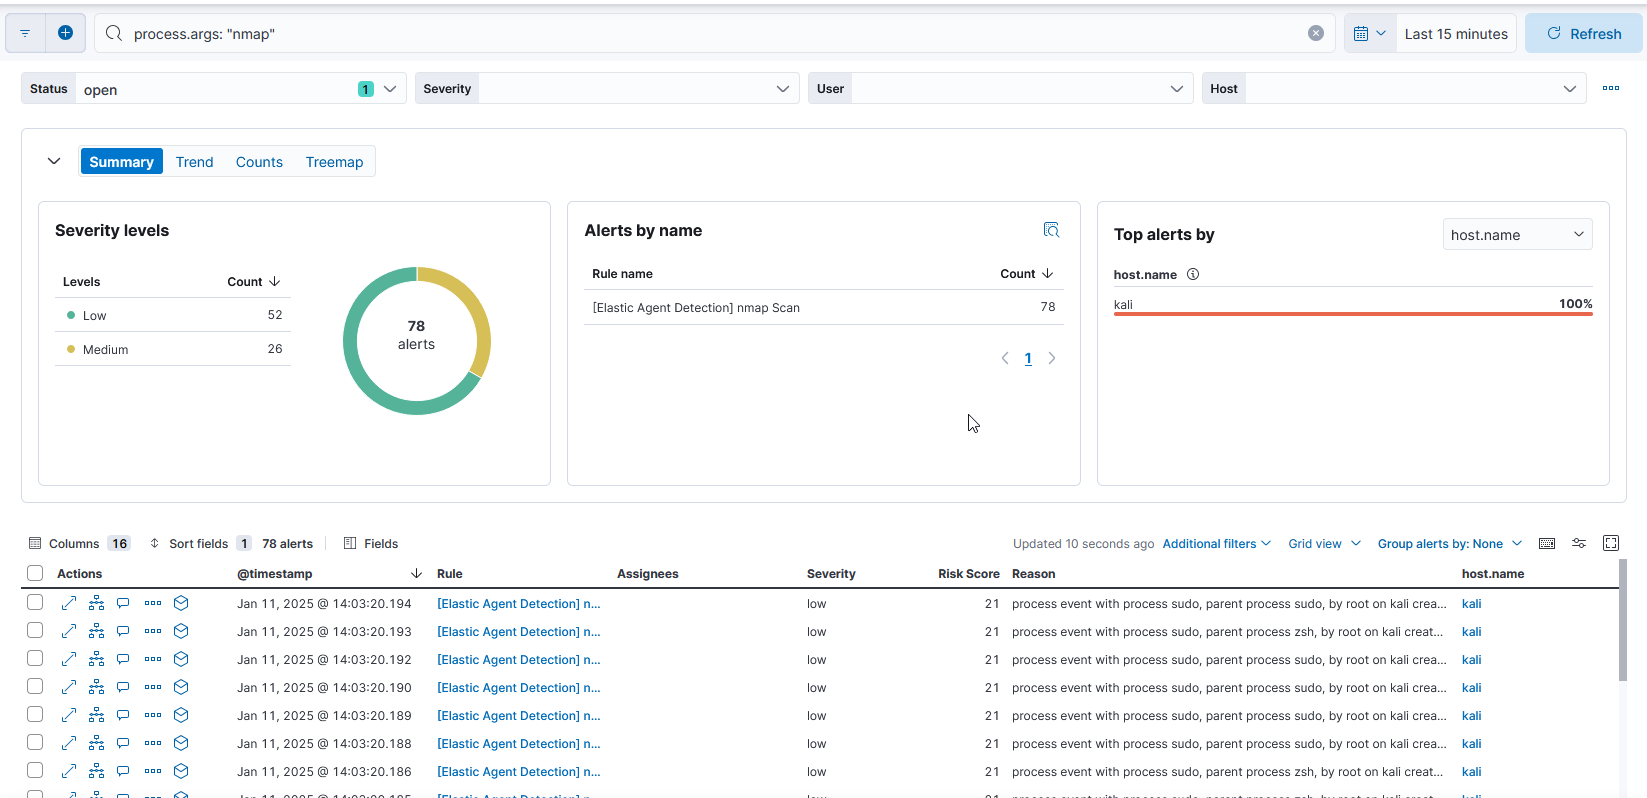 process.args: "nmap"
Last 15 minutes
Refresh
Status open 1
Severity
User
Host
Summary Trend Counts Treemap
Severity levels
Levels Count
Low 52
Medium 26
78
alerts
Alerts by name
Rule name Count
[Elastic Agent Detection] nmap Scan 78
1
Top alerts by host.name
host.name
kali 100%
Columns 16 Sort fields 1 78 alerts Fields
Updated 10 seconds ago Additional filters Grid view Group alerts by: None
Actions @timestamp Rule Assignees Severity Risk Score Reason host.name
Jan 11, 2025 @ 14:03:20.194 [Elastic Agent Detection] n... low 21 process event with process sudo, parent process sudo, by root on kali crea... kali
Jan 11, 2025 @ 14:03:20.193 [Elastic Agent Detection] n... low 21 process event with process sudo, parent process zsh, by root on kali creat... kali
Jan 11, 2025 @ 14:03:20.192 [Elastic Agent Detection] n... low 21 process event with process sudo, parent process sudo, by root on kali crea... kali
Jan 11, 2025 @ 14:03:20.190 [Elastic Agent Detection] n... low 21 process event with process sudo, parent process sudo, by root on kali crea... kali
Jan 11, 2025 @ 14:03:20.189 [Elastic Agent Detection] n... low 21 process event with process sudo, parent process sudo, by root on kali crea... kali
Jan 11, 2025 @ 14:03:20.188 [Elastic Agent Detection] n... low 21 process event with process sudo, parent process sudo, by root on kali crea... kali
Jan 11, 2025 @ 14:03:20.186 [Elastic Agent Detection] n... low 21 process event with process sudo, parent process zsh, by root on kali creat... kali